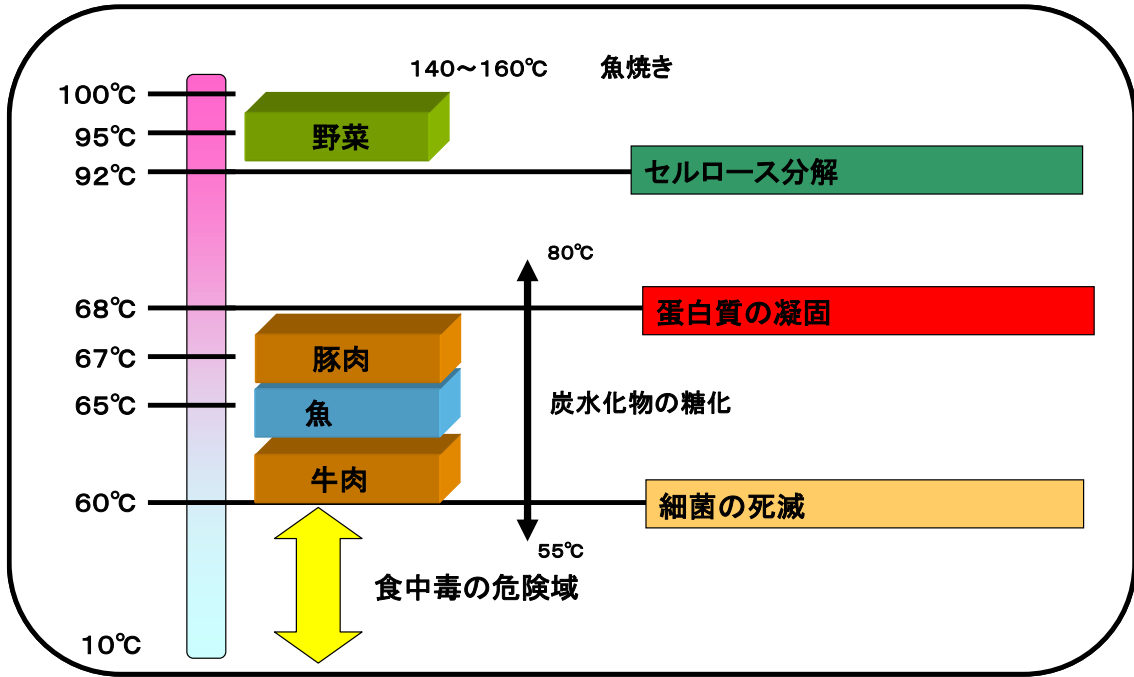 140～160℃　魚焼き
100℃
95℃
野菜
92℃
セルロース分解
80℃
68℃
蛋白質の凝固
67℃
豚肉
65℃
魚
炭水化物の糖化
牛肉
60℃
細菌の死滅
55℃
食中毒の危険域
10℃